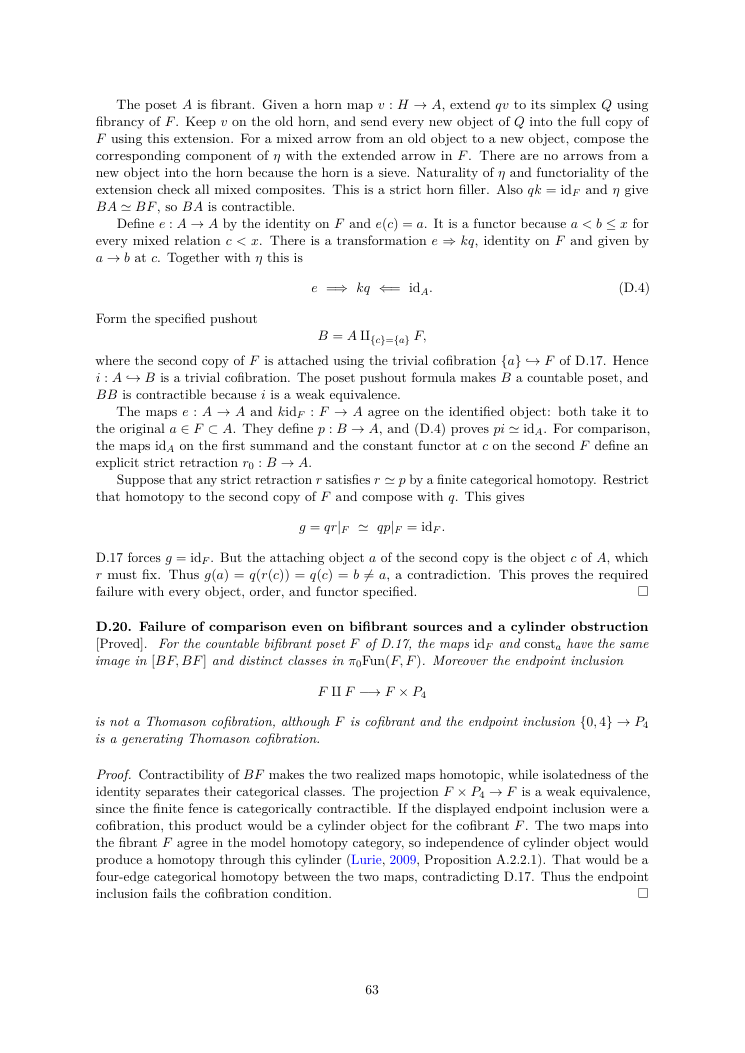 The poset A is fibrant. Given a horn map v : H → A, extend qv to its simplex Q using
fibrancy of F. Keep v on the old horn, and send every new object of Q into the full copy of
F using this extension. For a mixed arrow from an old object to a new object, compose the
corresponding component of η with the extended arrow in F. There are no arrows from a
new object into the horn because the horn is a sieve. Naturality of η and functoriality of the
extension check all mixed composites. This is a strict horn filler. Also qk = id_F and η give
BA ≃ BF, so BA is contractible.
Define e : A → A by the identity on F and e(c) = a. It is a functor because a < b ≤ x for
every mixed relation c < x. There is a transformation e ⇒ kq, identity on F and given by
a → b at c. Together with η this is
e ⟹ kq ⟸ id_A. (D.4)
Form the specified pushout
B = A ⨿_{{c}={a}} F,
where the second copy of F is attached using the trivial cofibration {a} ↪ F of D.17. Hence
i : A ↪ B is a trivial cofibration. The poset pushout formula makes B a countable poset, and
BB is contractible because i is a weak equivalence.
The maps e : A → A and kid_F : F → A agree on the identified object: both take it to
the original a ∈ F ⊂ A. They define p : B → A, and (D.4) proves pi ≃ id_A. For comparison,
the maps id_A on the first summand and the constant functor at c on the second F define an
explicit strict retraction r_0 : B → A.
Suppose that any strict retraction r satisfies r ≃ p by a finite categorical homotopy. Restrict
that homotopy to the second copy of F and compose with q. This gives
g = qr|_F ≃ qp|_F = id_F.
D.17 forces g = id_F. But the attaching object a of the second copy is the object c of A, which
r must fix. Thus g(a) = q(r(c)) = q(c) = b ≠ a, a contradiction. This proves the required
failure with every object, order, and functor specified. □
D.20. Failure of comparison even on bifibrant sources and a cylinder obstruction
[Proved]. For the countable bifibrant poset F of D.17, the maps id_F and const_a have the same
image in [BF, BF] and distinct classes in π_0Fun(F, F). Moreover the endpoint inclusion
F ⨿ F ⟶ F × P_4
is not a Thomason cofibration, although F is cofibrant and the endpoint inclusion {0, 4} → P_4
is a generating Thomason cofibration.
Proof. Contractibility of BF makes the two realized maps homotopic, while isolatedness of the
identity separates their categorical classes. The projection F × P_4 → F is a weak equivalence,
since the finite fence is categorically contractible. If the displayed endpoint inclusion were a
cofibration, this product would be a cylinder object for the cofibrant F. The two maps into
the fibrant F agree in the model homotopy category, so independence of cylinder object would
produce a homotopy through this cylinder (Lurie, 2009, Proposition A.2.2.1). That would be a
four-edge categorical homotopy between the two maps, contradicting D.17. Thus the endpoint
inclusion fails the cofibration condition. □
63